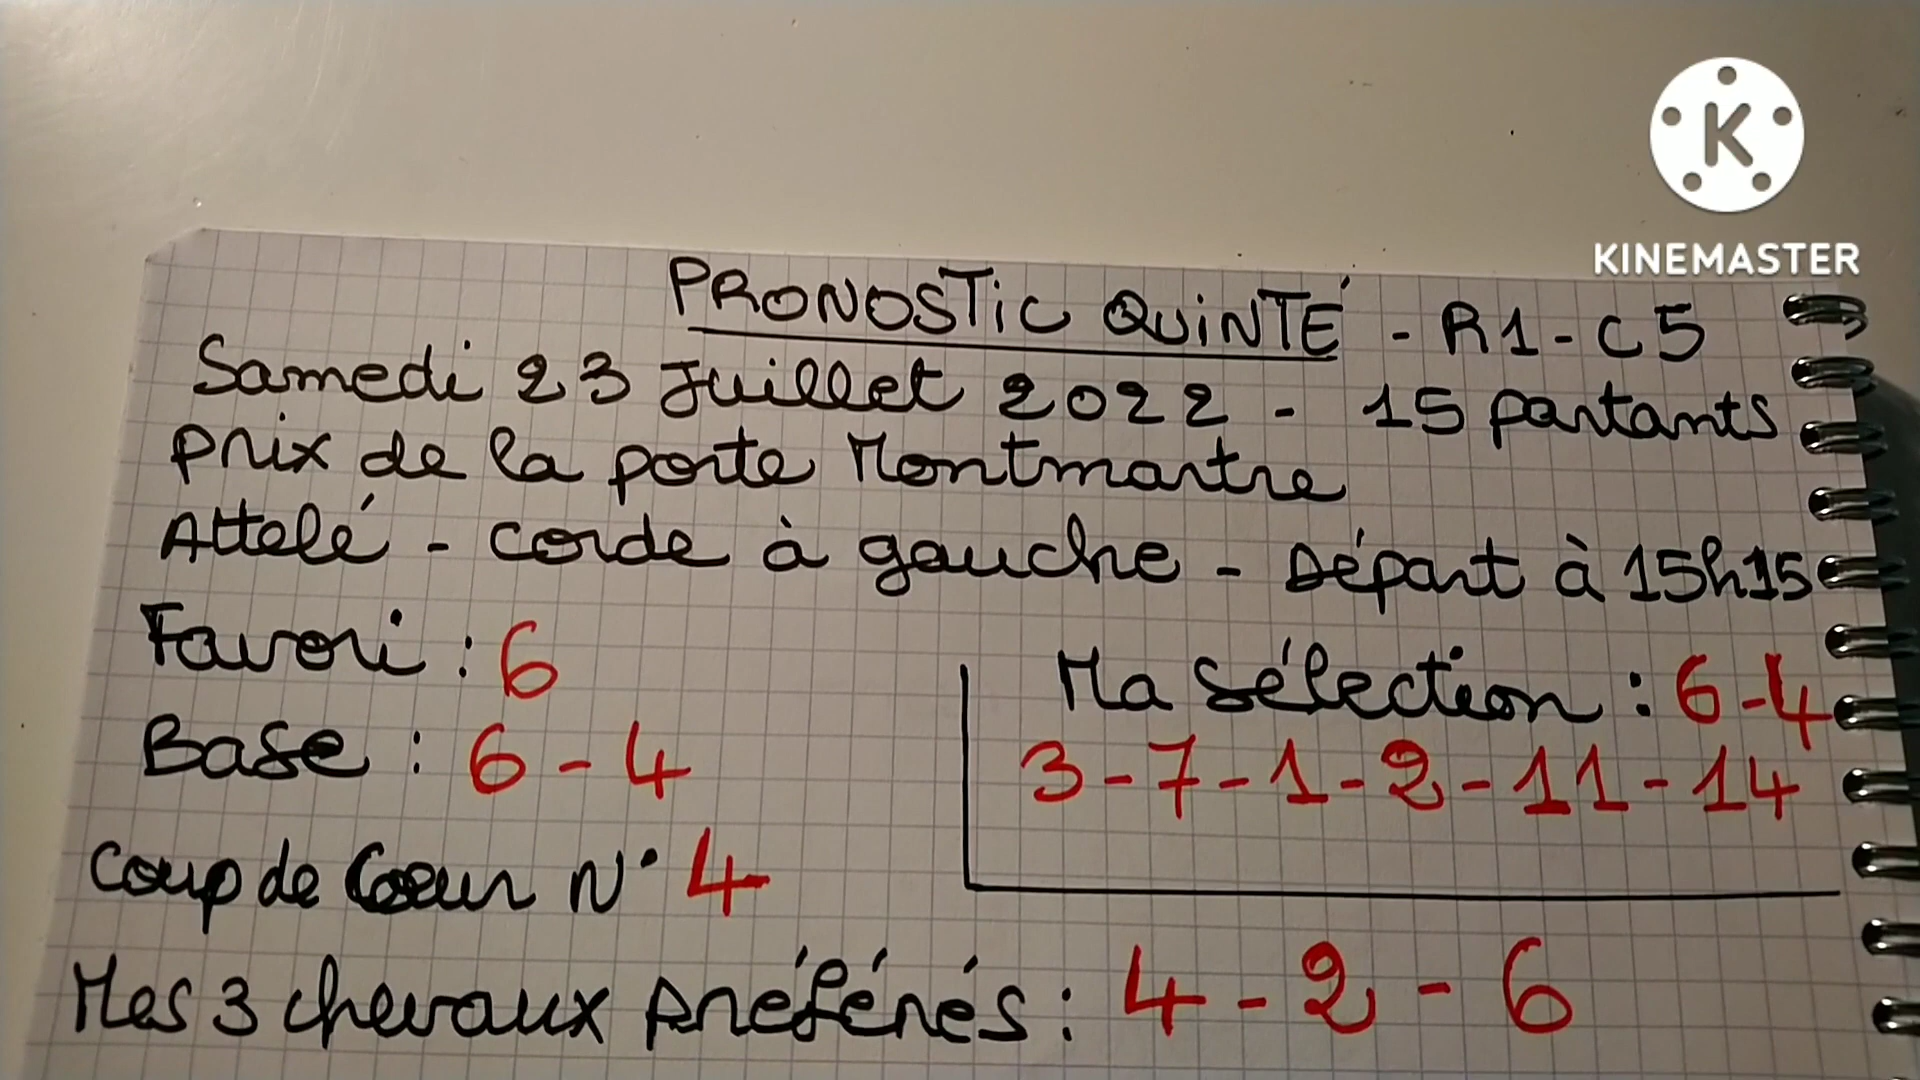 KINEMASTER
PRONOSTIC QUINTÉ - R1 - C5
Samedi 23 Juillet 2022 - 15 partants
Prix de la porte Montmartre
Attelé - corde à gauche - Départ à 15h15
Favori : 6
Base : 6 - 4
Coup de Coeur N° 4
Ma sélection : 6 - 4
3 - 7 - 1 - 2 - 11 - 14
Mes 3 chevaux préférés : 4 - 2 - 6